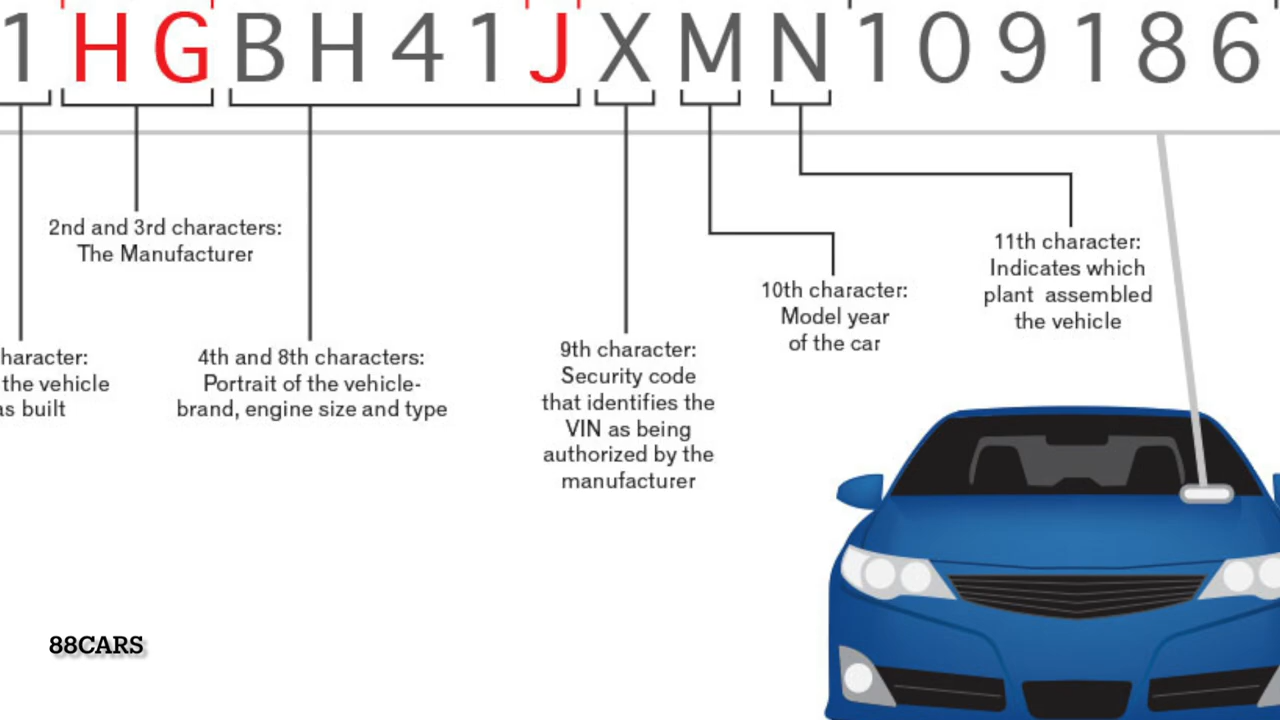 1HGBH41JXMN109186
2nd and 3rd characters:
The Manufacturer
11th character:
Indicates which
plant assembled
the vehicle
10th character:
Model year
of the car
haracter:
the vehicle
as built
4th and 8th characters:
Portrait of the vehicle-
brand, engine size and type
9th character:
Security code
that identifies the
VIN as being
authorized by the
manufacturer
88CARS